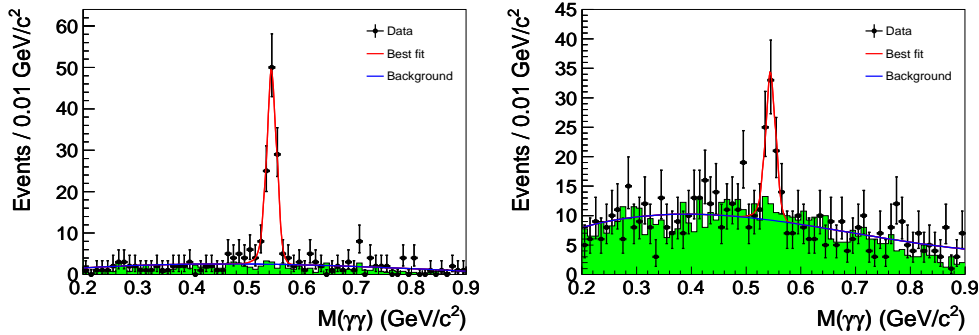 Events / 0.01 GeV/c²
60
50
40
30
20
10
0
Data
Best fit
Background
0.2 0.3 0.4 0.5 0.6 0.7 0.8 0.9
M(γγ) (GeV/c²)
Events / 0.01 GeV/c²
45
40
35
30
25
20
15
10
5
0
Data
Best fit
Background
0.2 0.3 0.4 0.5 0.6 0.7 0.8 0.9
M(γγ) (GeV/c²)